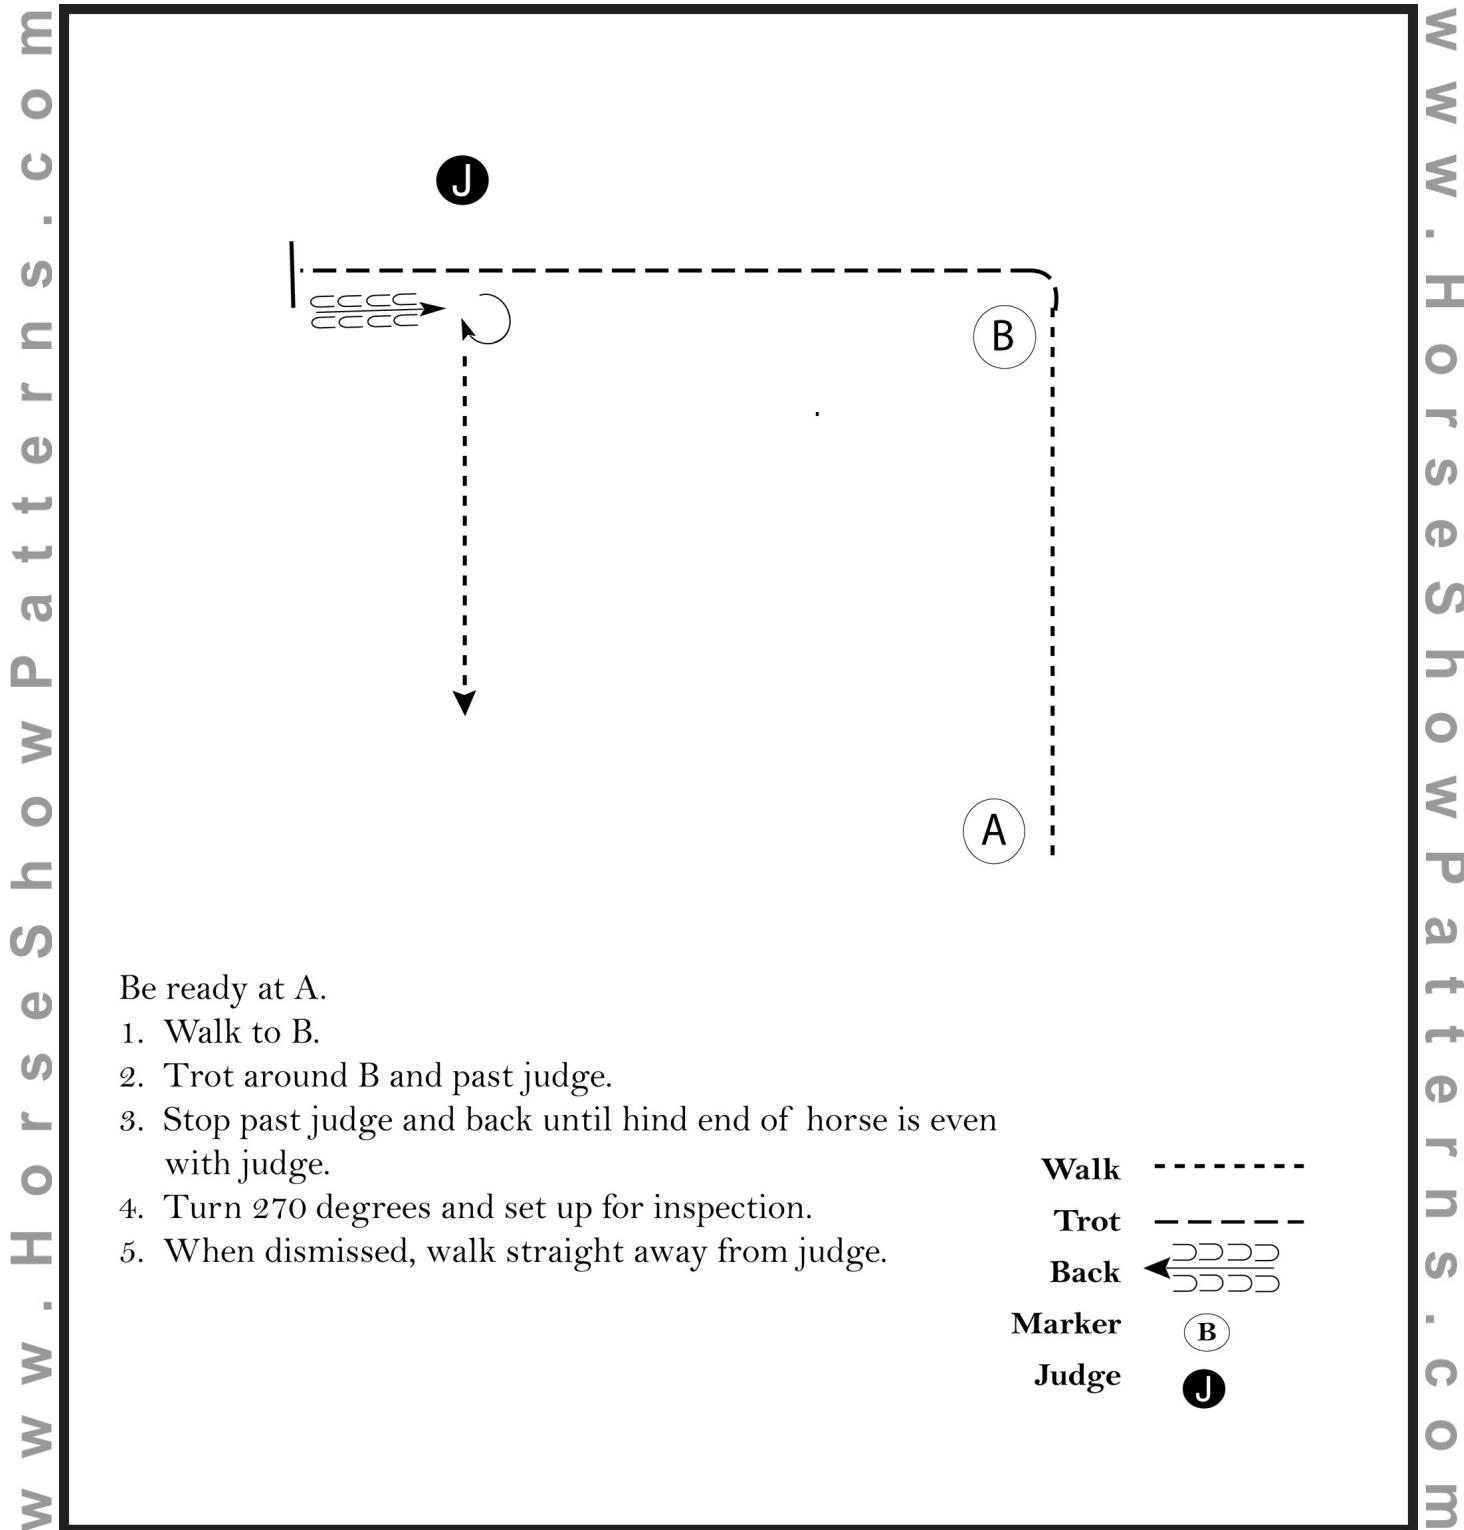 www.HorseShowPattterns.com
www.HorseShowPattterns.com
J
B
A
Be ready at A.
1. Walk to B.
2. Trot around B and past judge.
3. Stop past judge and back until hind end of horse is even
with judge.
4. Turn 270 degrees and set up for inspection.
5. When dismissed, walk straight away from judge.
Walk
Trot
Back
Marker B
Judge J